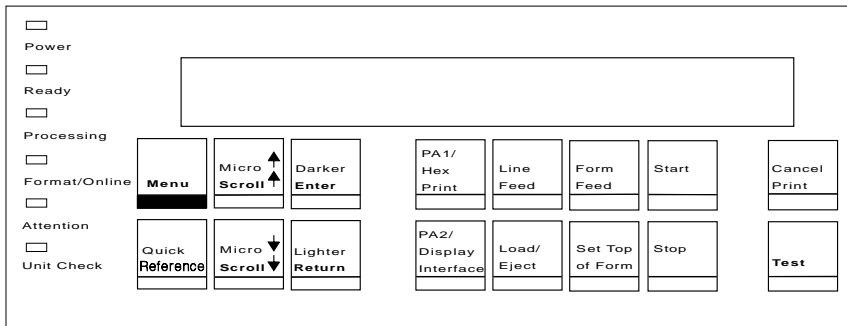 Power
Ready
Processing
Format/Online
Attention
Unit Check
Menu
Micro
Scroll
Darker
Enter
PA1/
Hex
Print
Line
Feed
Form
Feed
Start
Cancel
Print
Quick
Reference
Micro
Scroll
Lighter
Return
PA2/
Display
Interface
Load/
Eject
Set Top
of Form
Stop
Test